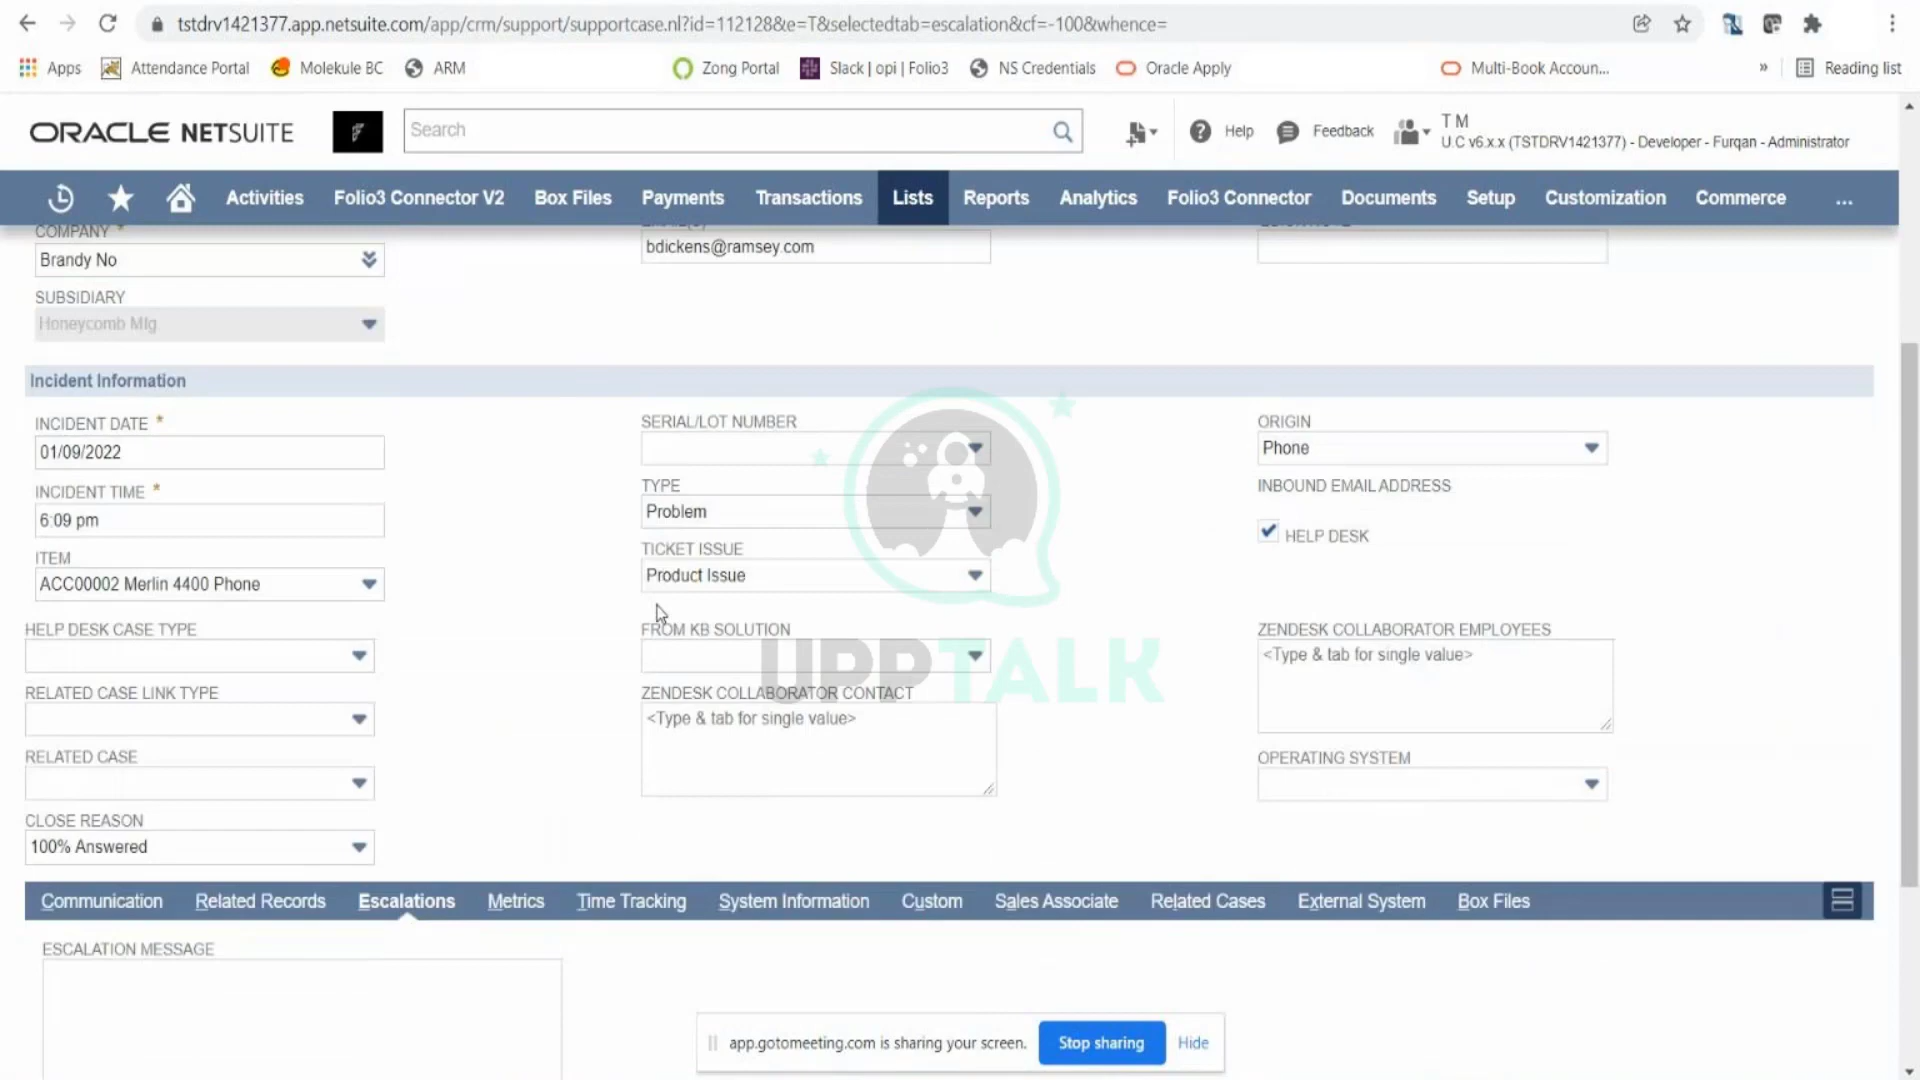 tstdrv1421377.app.netsuite.com/app/crm/support/supportcase.nl?id=112128&e=T&selectedtab=escalation&cf=-100&whence=
Apps Attendance Portal Molekule BC ARM Zong Portal Slack | opi | Folio3 NS Credentials Oracle Apply Multi-Book Accoun... » Reading list
ORACLE NETSUITE Search Help Feedback T M
U.C v6.x.x (TSTDRV1421377) - Developer - Furqan - Administrator
Activities Folio3 Connector V2 Box Files Payments Transactions Lists Reports Analytics Folio3 Connector Documents Setup Customization Commerce ...
COMPANY *
Brandy No
bdickens@ramsey.com
SUBSIDIARY
Honeycomb Mfg.
Incident Information
INCIDENT DATE *
01/09/2022
INCIDENT TIME *
6:09 pm
ITEM
ACC00002 Merlin 4400 Phone
SERIAL/LOT NUMBER
TYPE
Problem
TICKET ISSUE
Product Issue
ORIGIN
Phone
INBOUND EMAIL ADDRESS
HELP DESK
HELP DESK CASE TYPE
RELATED CASE LINK TYPE
RELATED CASE
CLOSE REASON
100% Answered
FROM KB SOLUTION
ZENDESK COLLABORATOR CONTACT
<Type & tab for single value>
ZENDESK COLLABORATOR EMPLOYEES
<Type & tab for single value>
OPERATING SYSTEM
UPPTALK
Communication Related Records Escalations Metrics Time Tracking System Information Custom Sales Associate Related Cases External System Box Files
ESCALATION MESSAGE
app.gotomeeting.com is sharing your screen. Stop sharing Hide